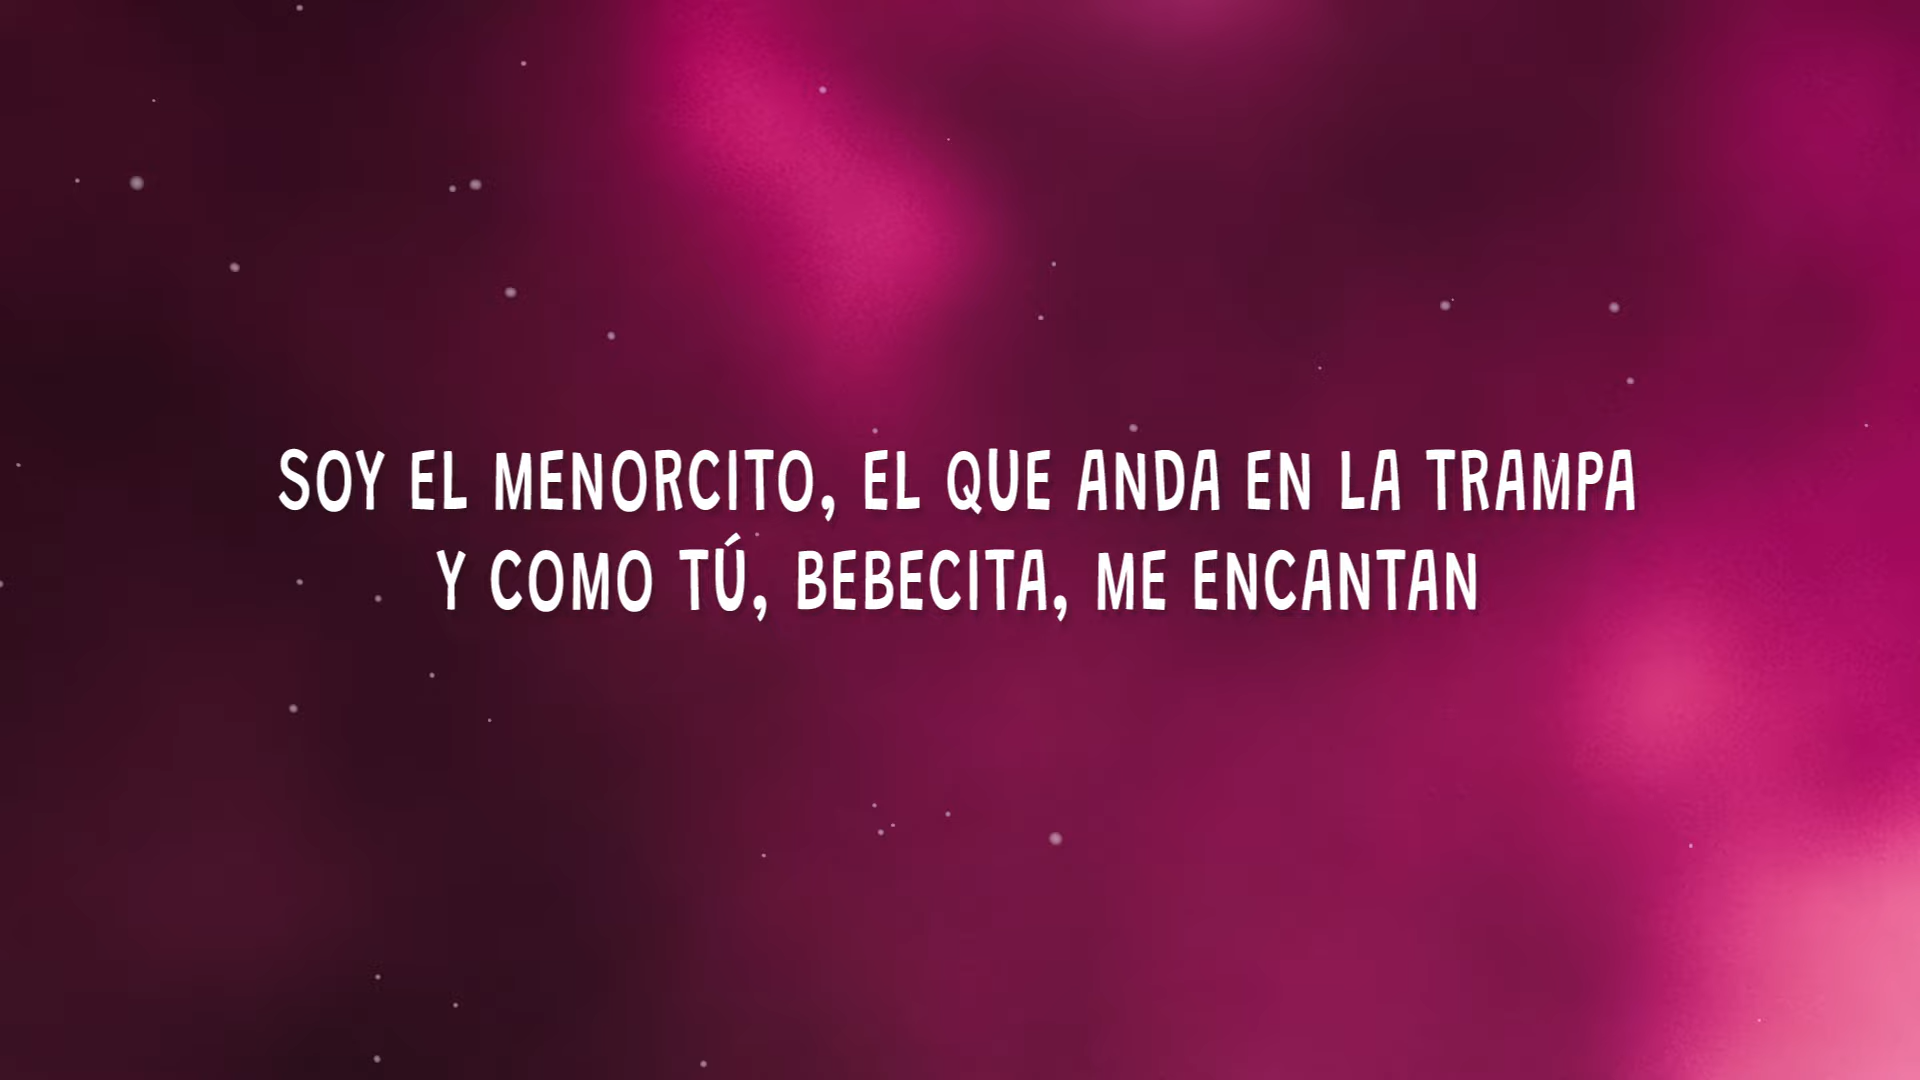 SOY EL MENORCITO, EL QUE ANDA EN LA TRAMPA
Y COMO TÚ, BEBECITA, ME ENCANTAN